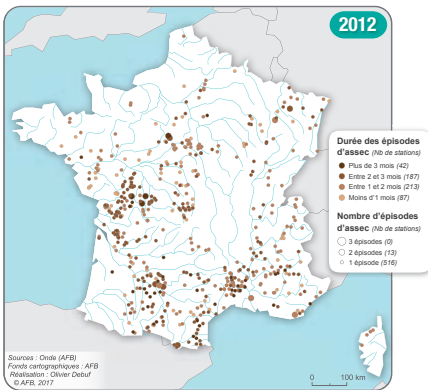 2012
Durée des épisodes
d'assec (Nb de stations)
Plus de 3 mois (42)
Entre 2 et 3 mois (187)
Entre 1 et 2 mois (213)
Moins d'1 mois (87)
Nombre d'épisodes
d'assec (Nb de stations)
3 épisodes (0)
2 épisodes (13)
1 épisode (516)
Sources : Onde (AFB)
Fonds cartographiques : AFB
Réalisation : Olivier Debuf
© AFB, 2017
0 100 km